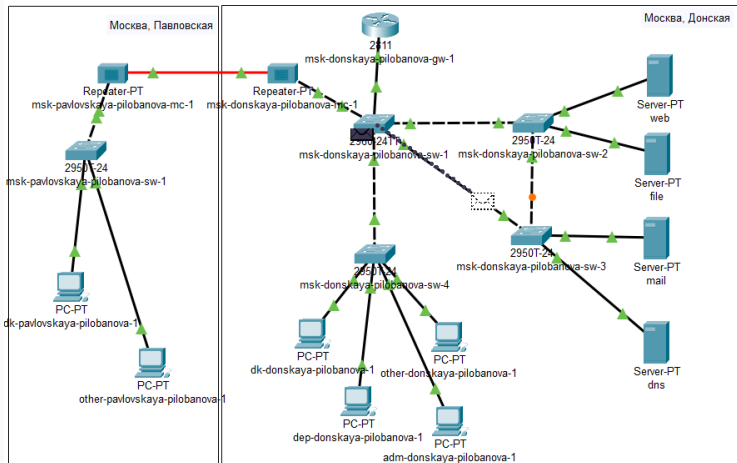 Москва, Павловская
Москва, Донская
2811
msk-donskaya-pilobanova-gw-1
Repeater-PT
msk-pavlovskaya-pilobanova-mc-1
Repeater-PT
msk-donskaya-pilobanova-mc-1
Server-PT
web
2960-24TT
msk-donskaya-pilobanova-sw-1
2950T-24
msk-donskaya-pilobanova-sw-2
2950T-24
msk-pavlovskaya-pilobanova-sw-1
Server-PT
file
2950T-24
msk-donskaya-pilobanova-sw-3
Server-PT
mail
2950T-24
msk-donskaya-pilobanova-sw-4
PC-PT
dk-pavlovskaya-pilobanova-1
PC-PT
dk-donskaya-pilobanova-1
PC-PT
other-donskaya-pilobanova-1
Server-PT
dns
PC-PT
other-pavlovskaya-pilobanova-1
PC-PT
dep-donskaya-pilobanova-1
PC-PT
adm-donskaya-pilobanova-1